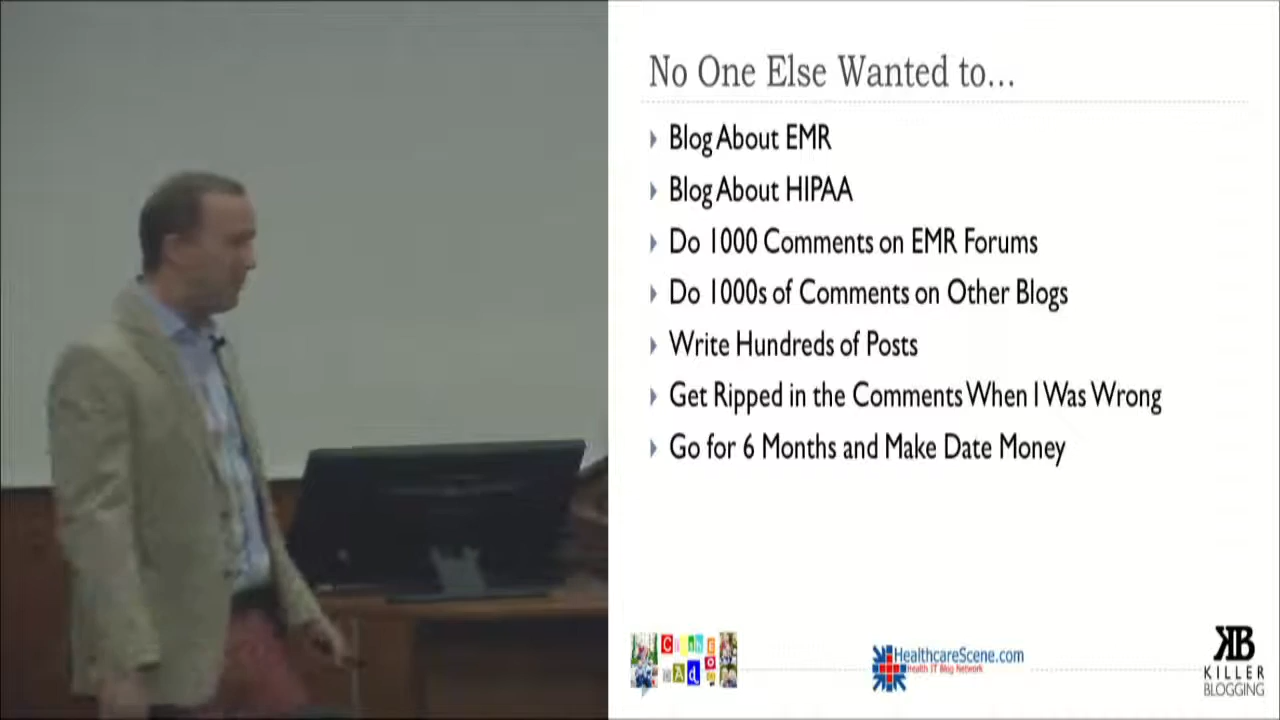 No One Else Wanted to...
Blog About EMR
Blog About HIPAA
Do 1000 Comments on EMR Forums
Do 1000s of Comments on Other Blogs
Write Hundreds of Posts
Get Ripped in the Comments When I Was Wrong
Go for 6 Months and Make Date Money
HealthcareScene.com
Health IT Blog Network
KB
KILLER
BLOGGING